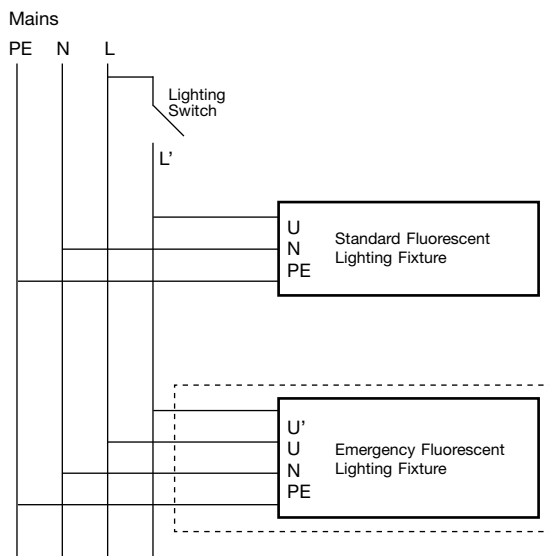 Mains
PE N L
Lighting
Switch
L’
U
N
PE
Standard Fluorescent
Lighting Fixture
U'
U
N
PE
Emergency Fluorescent
Lighting Fixture